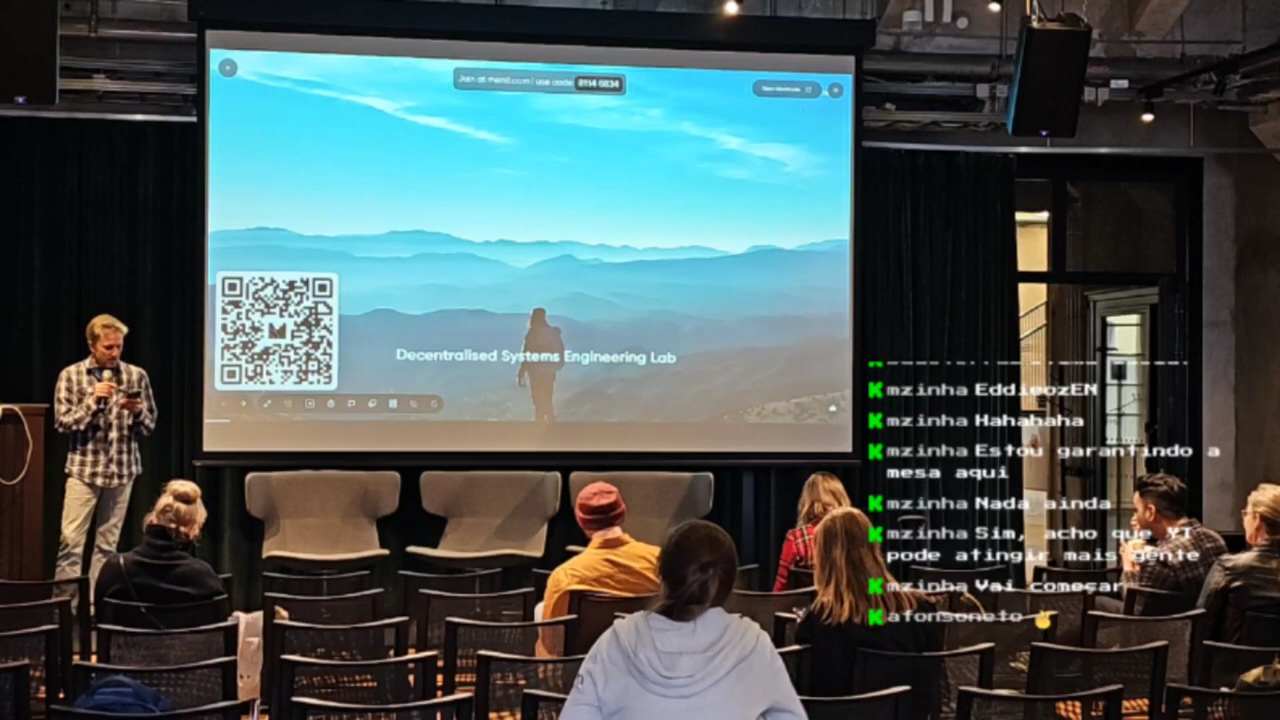 Join at menti.com | use code 8114 6834
Decentralised Systems Engineering Lab
mzinha EddieozEN
mzinha Hahahaha
mzinha Estou garantindo a
mesa aqui
mzinha Nada ainda
mzinha Sim, acho que YT
pode atingir mais gente
mzinha Vai começar
afonsoneto ✌